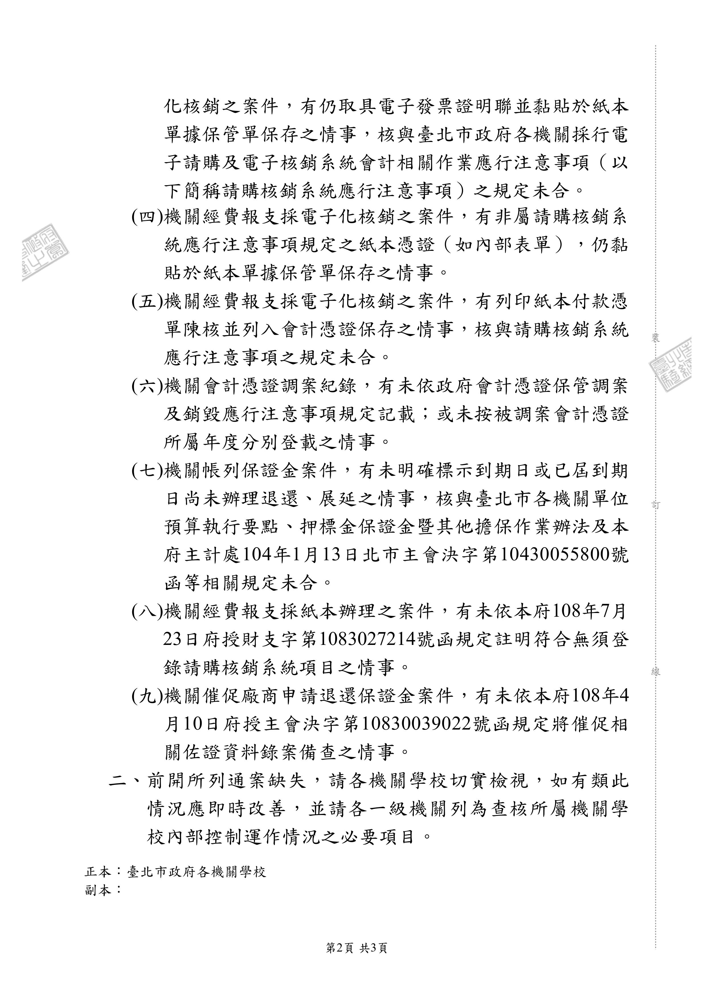 化核銷之案件，有仍取具電子發票證明聯並黏貼於紙本
單據保管單保存之情事，核與臺北市政府各機關採行電
子請購及電子核銷系統會計相關作業應行注意事項（以
下簡稱請購核銷系統應行注意事項）之規定未合。
(四)機關經費報支採電子化核銷之案件，有非屬請購核銷系
統應行注意事項規定之紙本憑證（如內部表單），仍黏
貼於紙本單據保管單保存之情事。
(五)機關經費報支採電子化核銷之案件，有列印紙本付款憑
單陳核並列入會計憑證保存之情事，核與請購核銷系統
應行注意事項之規定未合。
(六)機關會計憑證調案紀錄，有未依政府會計憑證保管調案
及銷毀應行注意事項規定記載；或未按被調案會計憑證
所屬年度分別登載之情事。
(七)機關帳列保證金案件，有未明確標示到期日或已屆到期
日尚未辦理退還、展延之情事，核與臺北市各機關單位
預算執行要點、押標金保證金暨其他擔保作業辦法及本
府主計處104年1月13日北市主會決字第10430055800號
函等相關規定未合。
(八)機關經費報支採紙本辦理之案件，有未依本府108年7月
23日府授財支字第1083027214號函規定註明符合無須登
錄請購核銷系統項目之情事。
(九)機關催促廠商申請退還保證金案件，有未依本府108年4
月10日府授主會決字第10830039022號函規定將催促相
關佐證資料錄案備查之情事。
二、前開所列通案缺失，請各機關學校切實檢視，如有類此
情況應即時改善，並請各一級機關列為查核所屬機關學
校內部控制運作情況之必要項目。
正本：臺北市政府各機關學校
副本：
第2頁 共3頁
裝
訂
線